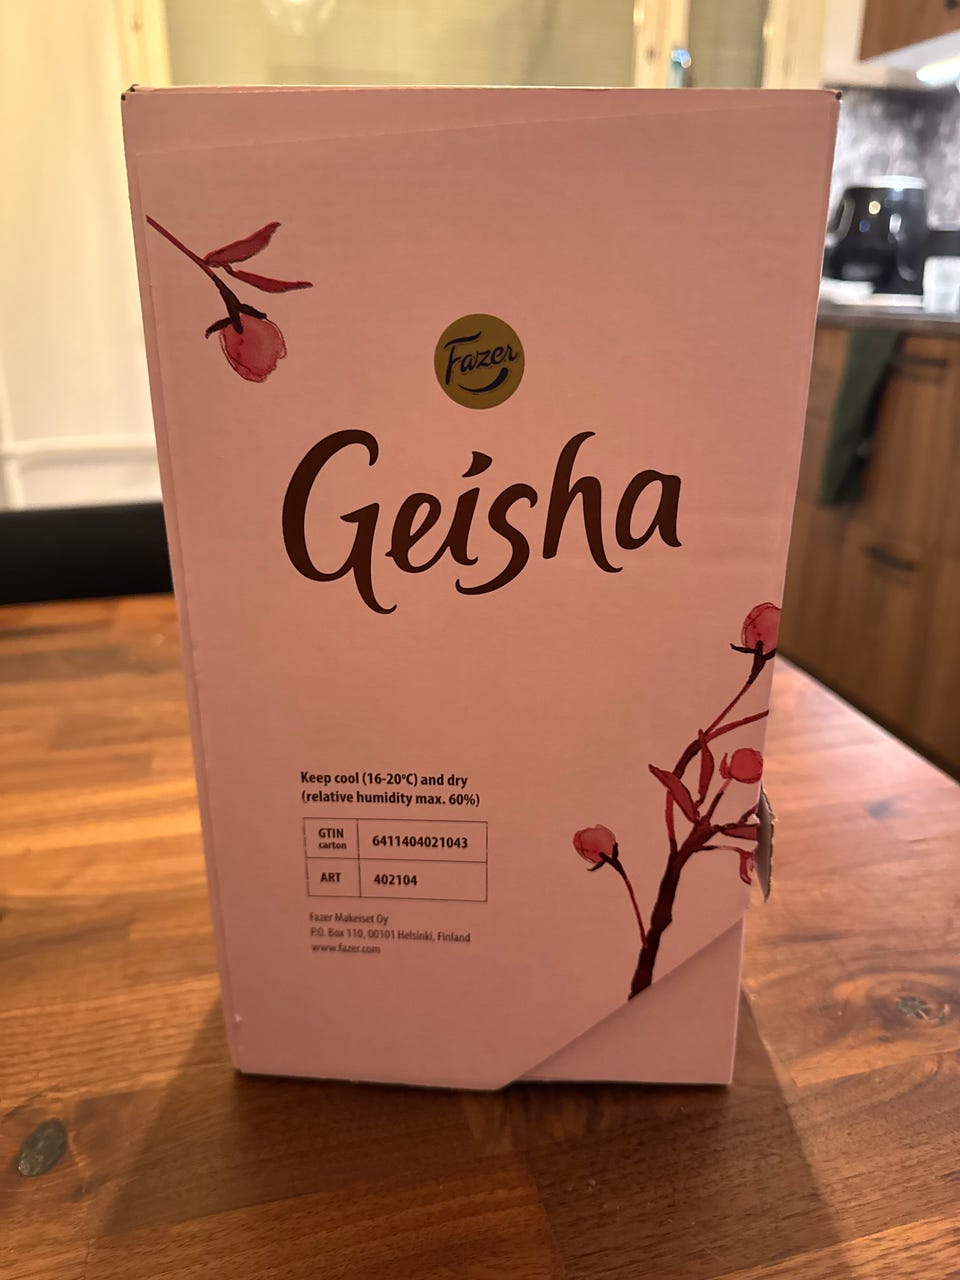 Fazer
Geisha
Keep cool (16-20°C) and dry
(relative humidity max. 60%)
GTIN carton 6411404021043
ART 402104
Fazer Makeiset Oy
P.O. Box 110, 00101 Helsinki, Finland
www.fazer.com